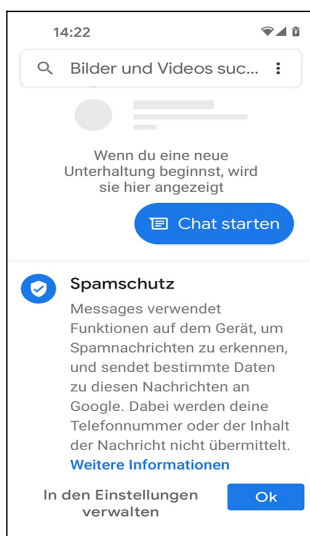 14:22
Bilder und Videos suc...
Wenn du eine neue
Unterhaltung beginnst, wird
sie hier angezeigt
Chat starten
Spamschutz
Messages verwendet
Funktionen auf dem Gerät, um
Spamnachrichten zu erkennen,
und sendet bestimmte Daten
zu diesen Nachrichten an
Google. Dabei werden deine
Telefonnummer oder der Inhalt
der Nachricht nicht übermittelt.
Weitere Informationen
In den Einstellungen
verwalten
Ok